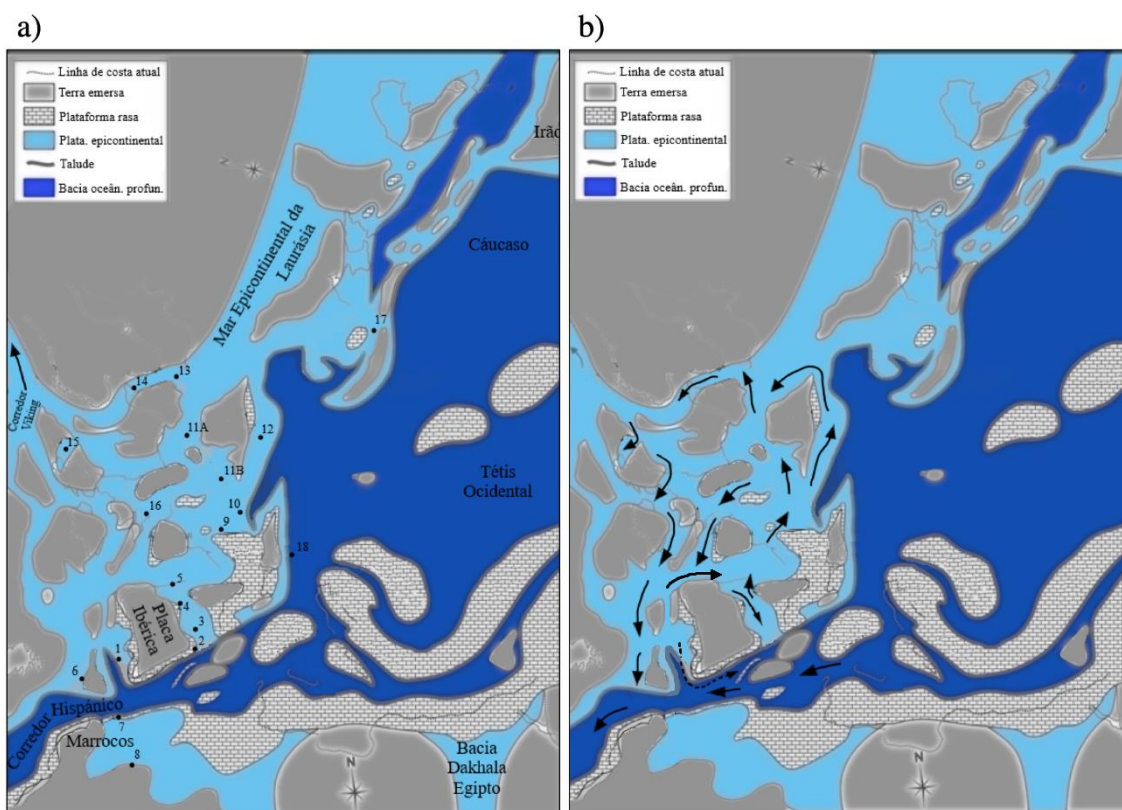 a)
Linha de costa atual
Terra emersa
Plataforma rasa
Plata. epicontinental
Talude
Bacia oceân. profun.
Irão
N
Cáucaso
Mar Epicontinental da
Laurásia
17
13
14
Corredor
Viking
11A
12
15
11B
Tétis
Ocidental
16
10
9
18
5
4
Placa
Ibérica
3
2
1
6
Corredor Hispânico
7
Marrocos
8
Bacia
Dakhala
Egipto
N
b)
Linha de costa atual
Terra emersa
Plataforma rasa
Plata. epicontinental
Talude
Bacia oceân. profun.
N
N